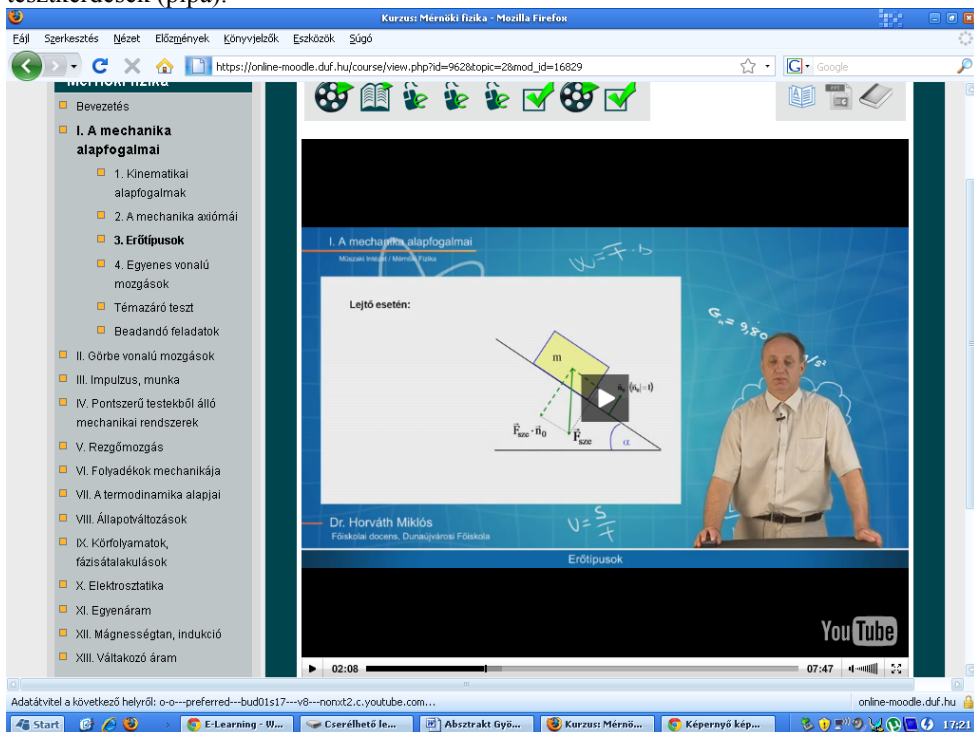 tesztkérdések (pipa).
Kurzus: Mérnöki fizika - Mozilla Firefox
Fájl Szerkesztés Nézet Előzmények Könyvjelzők Eszközök Súgó
https://online-moodle.duf.hu/course/view.php?id=962&topic=2&mod_id=16829
Google
Mérnöki fizika
Bevezetés
I. A mechanika
alapfogalmai
1. Kinematikai
alapfogalmak
2. A mechanika axiómái
3. Erőtípusok
4. Egyenes vonalú
mozgások
Témazáró teszt
Beadandó feladatok
II. Görbe vonalú mozgások
III. Impulzus, munka
IV. Pontszerű testekből álló
mechanikai rendszerek
V. Rezgőmozgás
VI. Folyadékok mechanikája
VII. A termodinamika alapjai
VIII. Állapotváltozások
IX. Körfolyamatok,
fázisátalakulások
X. Elektrosztatika
XI. Egyenáram
XII. Mágnességtan, indukció
XIII. Váltakozó áram
I. A mechanika alapfogalmai
Műszaki Intézet / Mérnöki Fizika
Lejtő esetén:
m
F⃗sze · n⃗0
F⃗sze
α
Dr. Horváth Miklós
Főiskolai docens, Dunaújvárosi Főiskola
Erőtípusok
YouTube
02:08
07:47
Adatátvitel a következő helyről: o-o---preferred---bud01s17---v8---nonxt2.c.youtube.com...
online-moodle.duf.hu
Start
E-Learning - W...
Cserélhető le...
Absztrakt Győ...
Kurzus: Mérnö...
Képernyő kép...
17:21